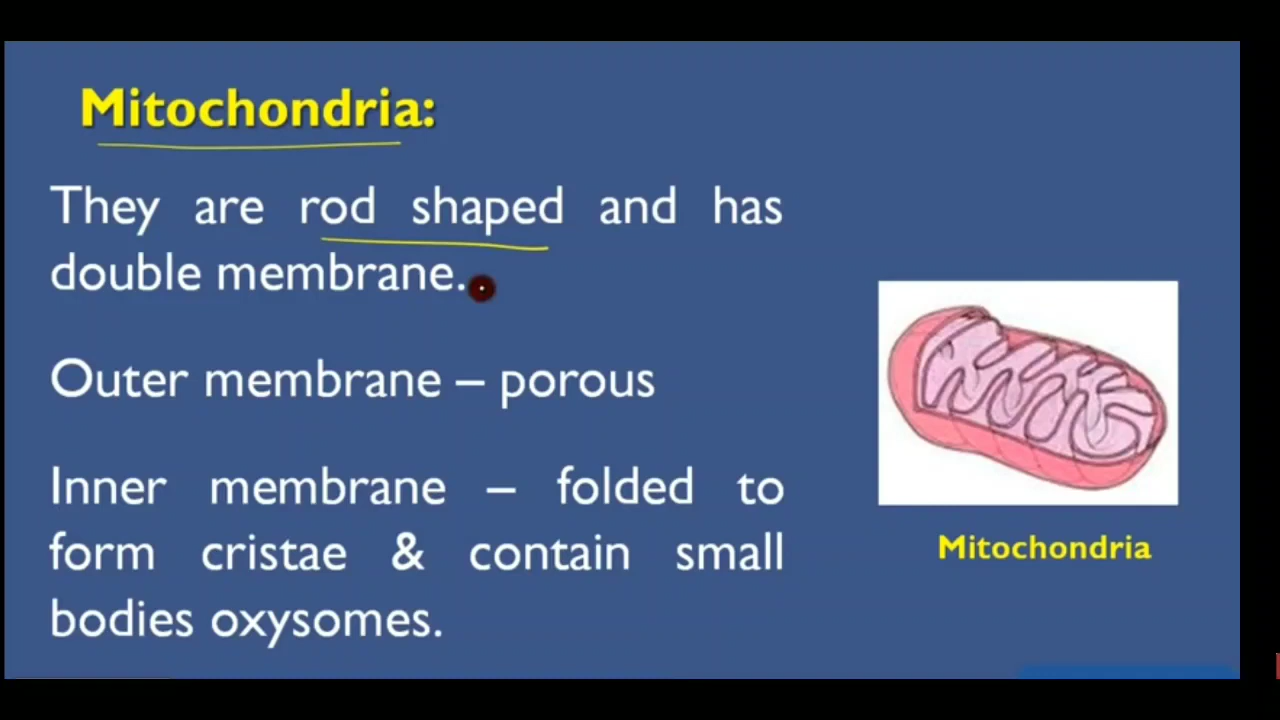 Mitochondria:
They are rod shaped and has
double membrane.
Outer membrane – porous
Inner membrane – folded to
form cristae & contain small
bodies oxysomes.
Mitochondria